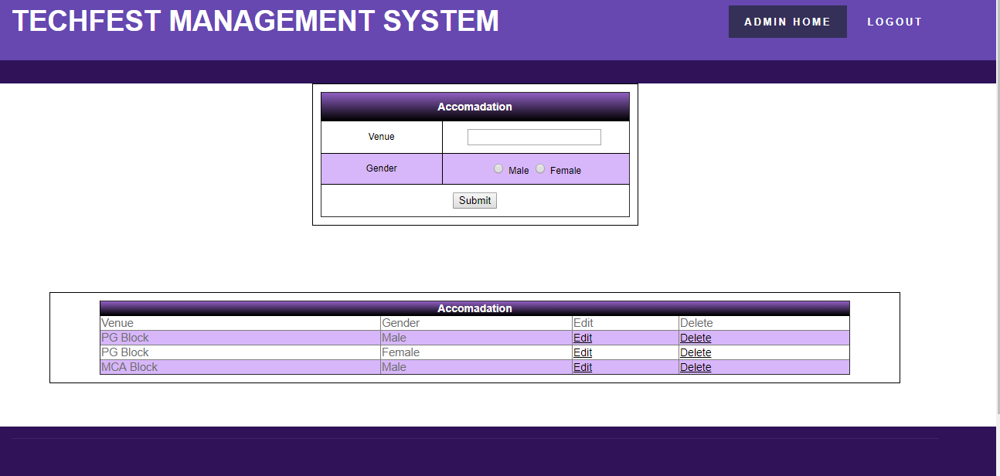 TECHFEST MANAGEMENT SYSTEM ADMIN HOME LOGOUT
Accomadation
Venue
Gender Male Female
Submit
Accomadation
Venue Gender Edit Delete
PG Block Male Edit Delete
PG Block Female Edit Delete
MCA Block Male Edit Delete